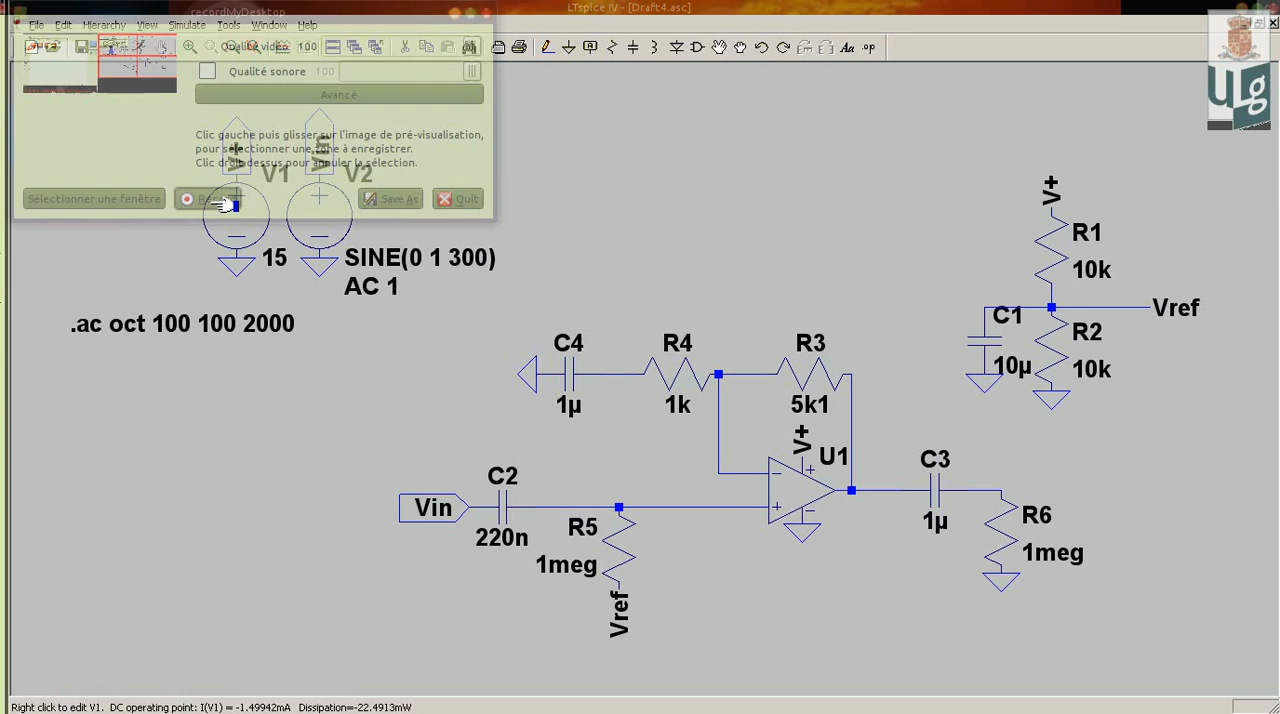 recordMyDesktop
LTspice IV - [Draft4.asc]
File Edit Hierarchy View Simulate Tools Window Help
Qualité vidéo 100
Qualité sonore 100
Avancé
Clic gauche puis glisser sur l'image de pré-visualisation,
pour sélectionner une zone à enregistrer.
Clic droit dessus pour annuler la sélection.
Sélectionner une fenêtre
Save As
Quit
Aa .op
ULg
V+
V1
15
Vin
V2
SINE(0 1 300)
AC 1
.ac oct 100 100 2000
V+
R1
10k
Vref
C1
10µ
R2
10k
C4
1µ
R4
1k
R3
5k1
V+
U1
Vin
C2
220n
R5
1meg
Vref
C3
1µ
R6
1meg
Right click to edit V1. DC operating point: I(V1) = -1.49942mA Dissipation=-22.4913mW